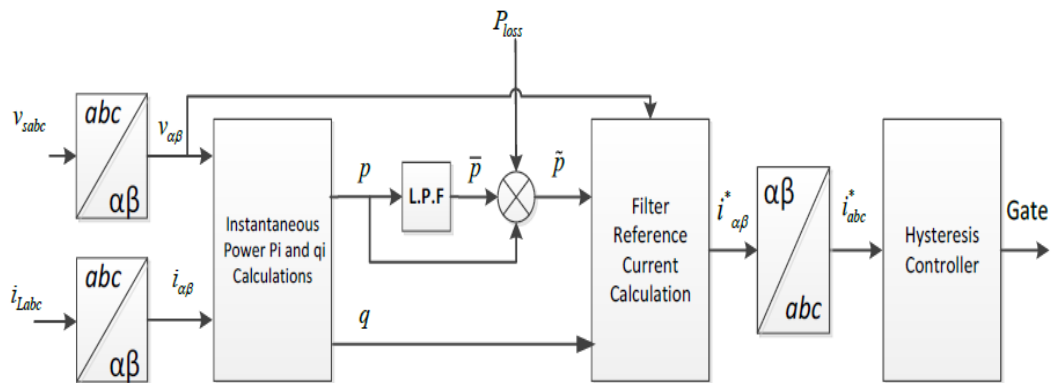 P_loss
v_sabc
abc
αβ
v_αβ
i_Labc
abc
αβ
i_αβ
Instantaneous
Power Pi and qi
Calculations
p
L.P.F
p̅
p̃
q
Filter
Reference
Current
Calculation
i*_αβ
αβ
abc
i*_abc
Hysteresis
Controller
Gate